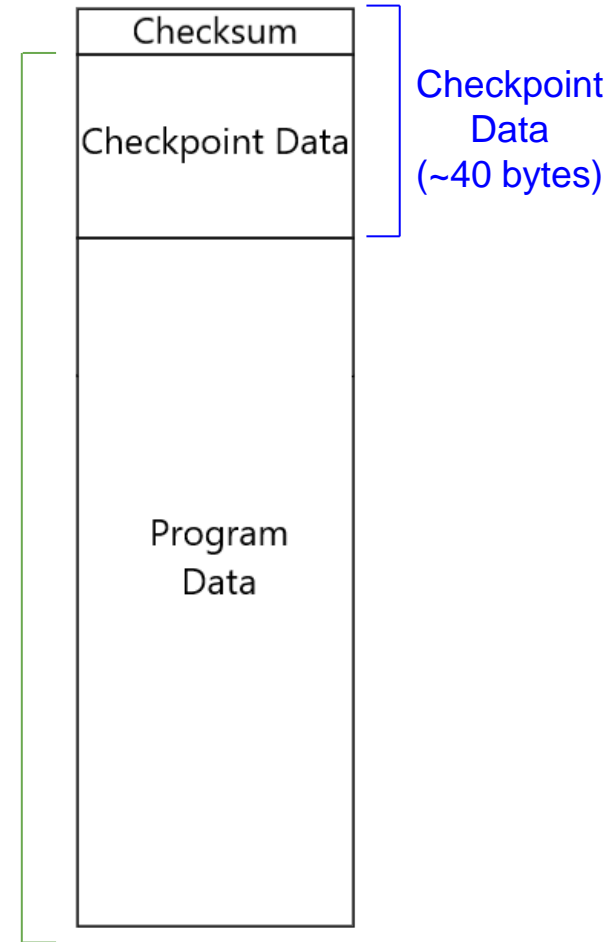 Checksum
Checkpoint Data
Checkpoint
Data
(~40 bytes)
Program
Data